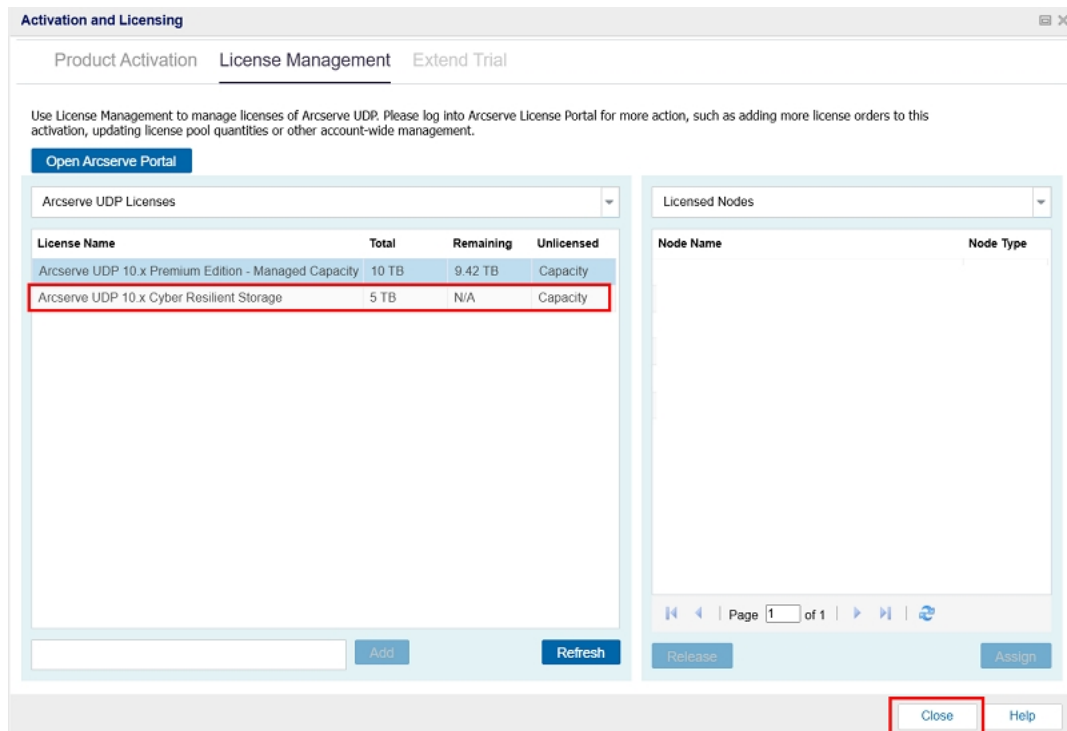 Activation and Licensing
Product Activation License Management Extend Trial
Use License Management to manage licenses of Arcserve UDP. Please log into Arcserve License Portal for more action, such as adding more license orders to this
activation, updating license pool quantities or other account-wide management.
Open Arcserve Portal
Arcserve UDP Licenses
License Name Total Remaining Unlicensed
Arcserve UDP 10.x Premium Edition - Managed Capacity 10 TB 9.42 TB Capacity
Arcserve UDP 10.x Cyber Resilient Storage 5 TB N/A Capacity
Add Refresh
Licensed Nodes
Node Name Node Type
Page 1 of 1
Release Assign
Close Help